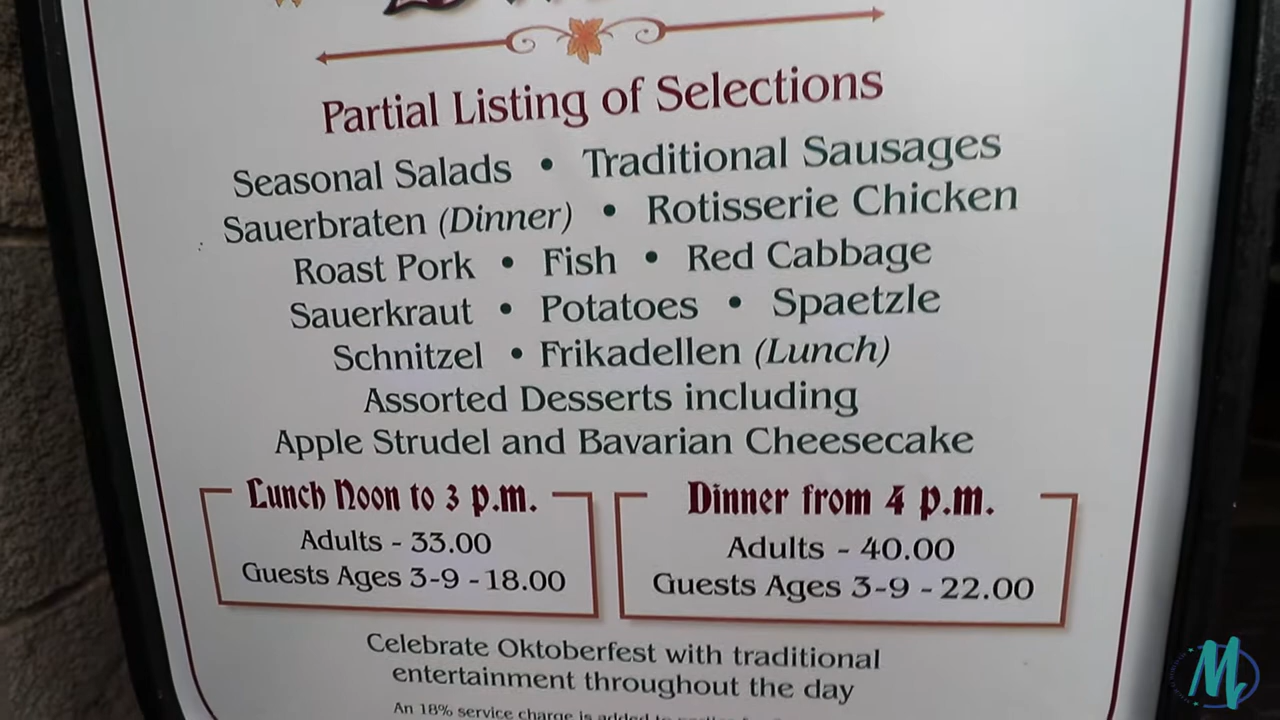 Partial Listing of Selections
Seasonal Salads • Traditional Sausages
Sauerbraten (Dinner) • Rotisserie Chicken
Roast Pork • Fish • Red Cabbage
Sauerkraut • Potatoes • Spaetzle
Schnitzel • Frikadellen (Lunch)
Assorted Desserts including
Apple Strudel and Bavarian Cheesecake
Lunch Noon to 3 p.m.
Adults - 33.00
Guests Ages 3-9 - 18.00
Dinner from 4 p.m.
Adults - 40.00
Guests Ages 3-9 - 22.00
Celebrate Oktoberfest with traditional
entertainment throughout the day
An 18% service charge is added to
M